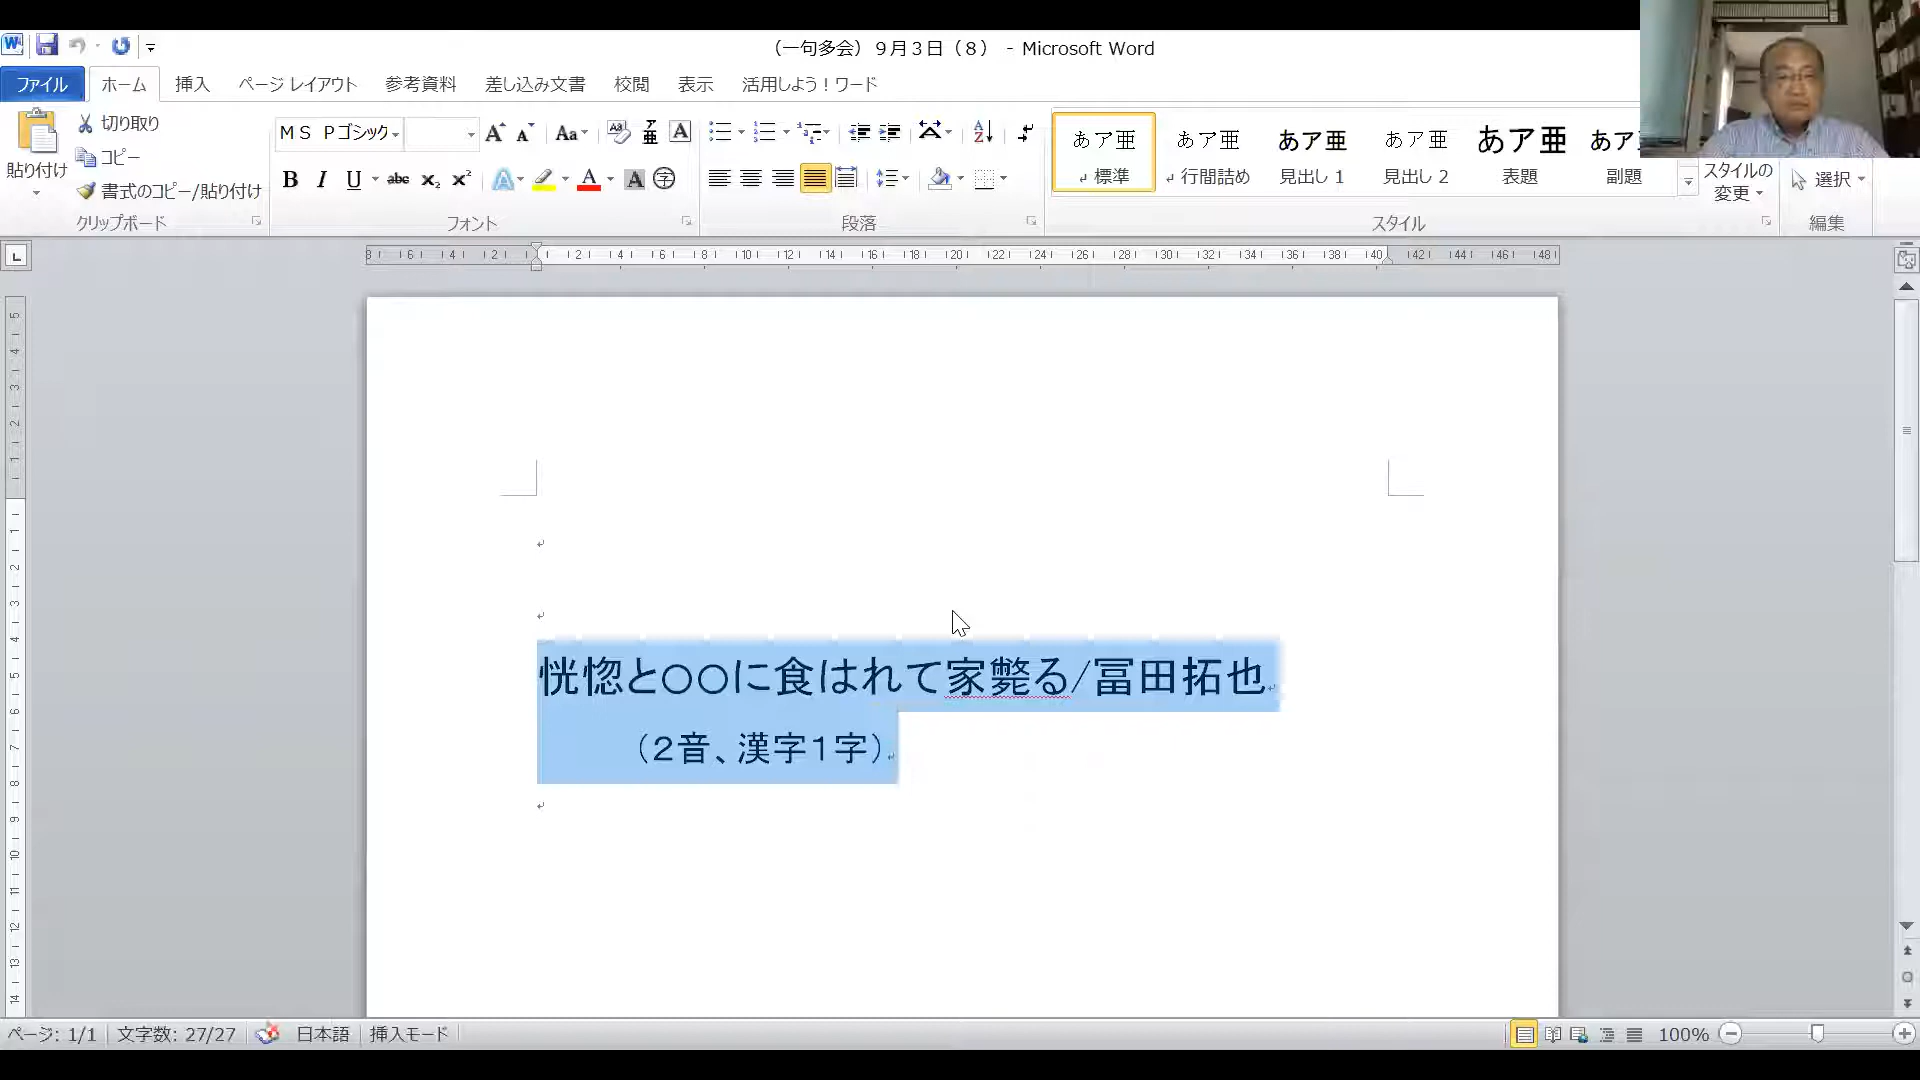 (一句多会) 9月3日 (8) - Microsoft Word
ファイル ホーム 挿入 ページ レイアウト 参考資料 差し込み文書 校閲 表示 活用しよう!ワード
貼り付け
切り取り
コピー
書式のコピー/貼り付け
クリップボード
MS Pゴシック
フォント
段落
あア亜 標準
あア亜 行間詰め
あア亜 見出し 1
あア亜 見出し 2
あア亜 表題
あア 副題
スタイルの変更
スタイル
選択
編集
恍惚と○○に食はれて家斃る/冨田拓也
(2音、漢字1字)
ページ: 1/1 文字数: 27/27 日本語 挿入モード 100%